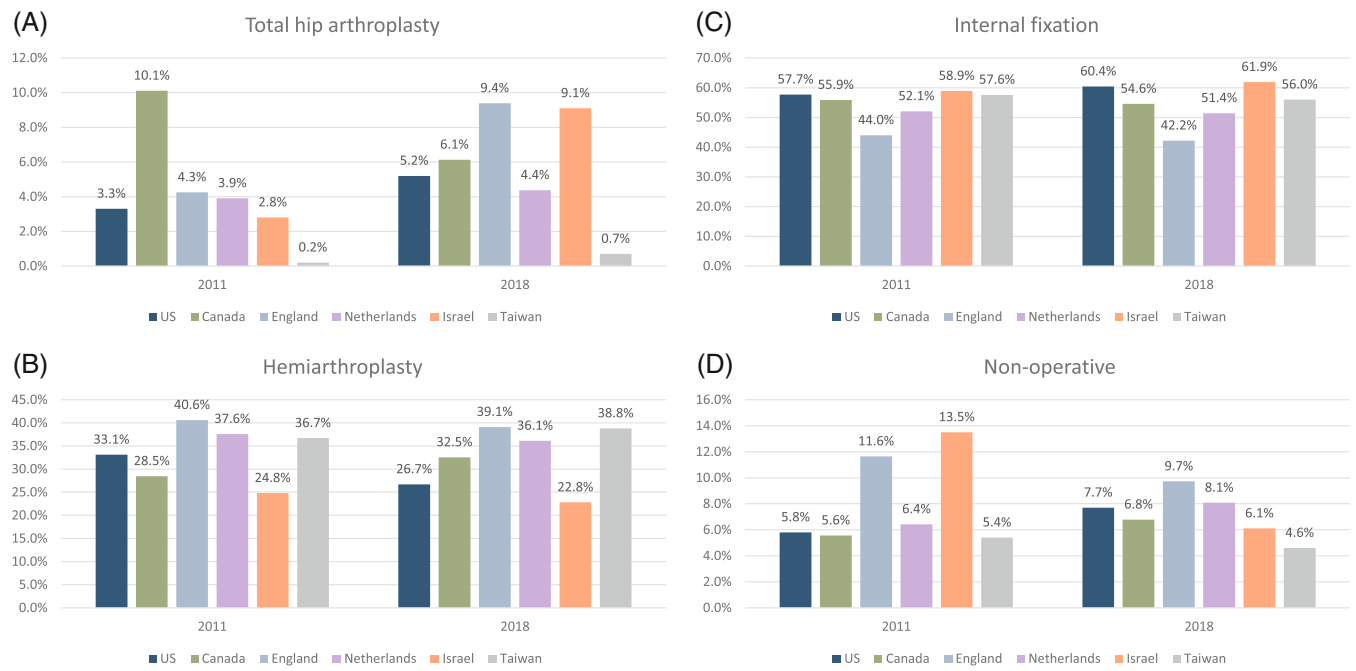 (A) Total hip arthroplasty
12.0%
10.0%
8.0%
6.0%
4.0%
2.0%
0.0%
3.3% 10.1% 4.3% 3.9% 2.8% 0.2%
5.2% 6.1% 9.4% 4.4% 9.1% 0.7%
2011 2018
US Canada England Netherlands Israel Taiwan
(B) Hemiarthroplasty
45.0%
40.0%
35.0%
30.0%
25.0%
20.0%
15.0%
10.0%
5.0%
0.0%
33.1% 28.5% 40.6% 37.6% 24.8% 36.7%
26.7% 32.5% 39.1% 36.1% 22.8% 38.8%
2011 2018
US Canada England Netherlands Israel Taiwan
(C) Internal fixation
70.0%
60.0%
50.0%
40.0%
30.0%
20.0%
10.0%
0.0%
57.7% 55.9% 44.0% 52.1% 58.9% 57.6%
60.4% 54.6% 42.2% 51.4% 61.9% 56.0%
2011 2018
US Canada England Netherlands Israel Taiwan
(D) Non-operative
16.0%
14.0%
12.0%
10.0%
8.0%
6.0%
4.0%
2.0%
0.0%
5.8% 5.6% 11.6% 6.4% 13.5% 5.4%
7.7% 6.8% 9.7% 8.1% 6.1% 4.6%
2011 2018
US Canada England Netherlands Israel Taiwan